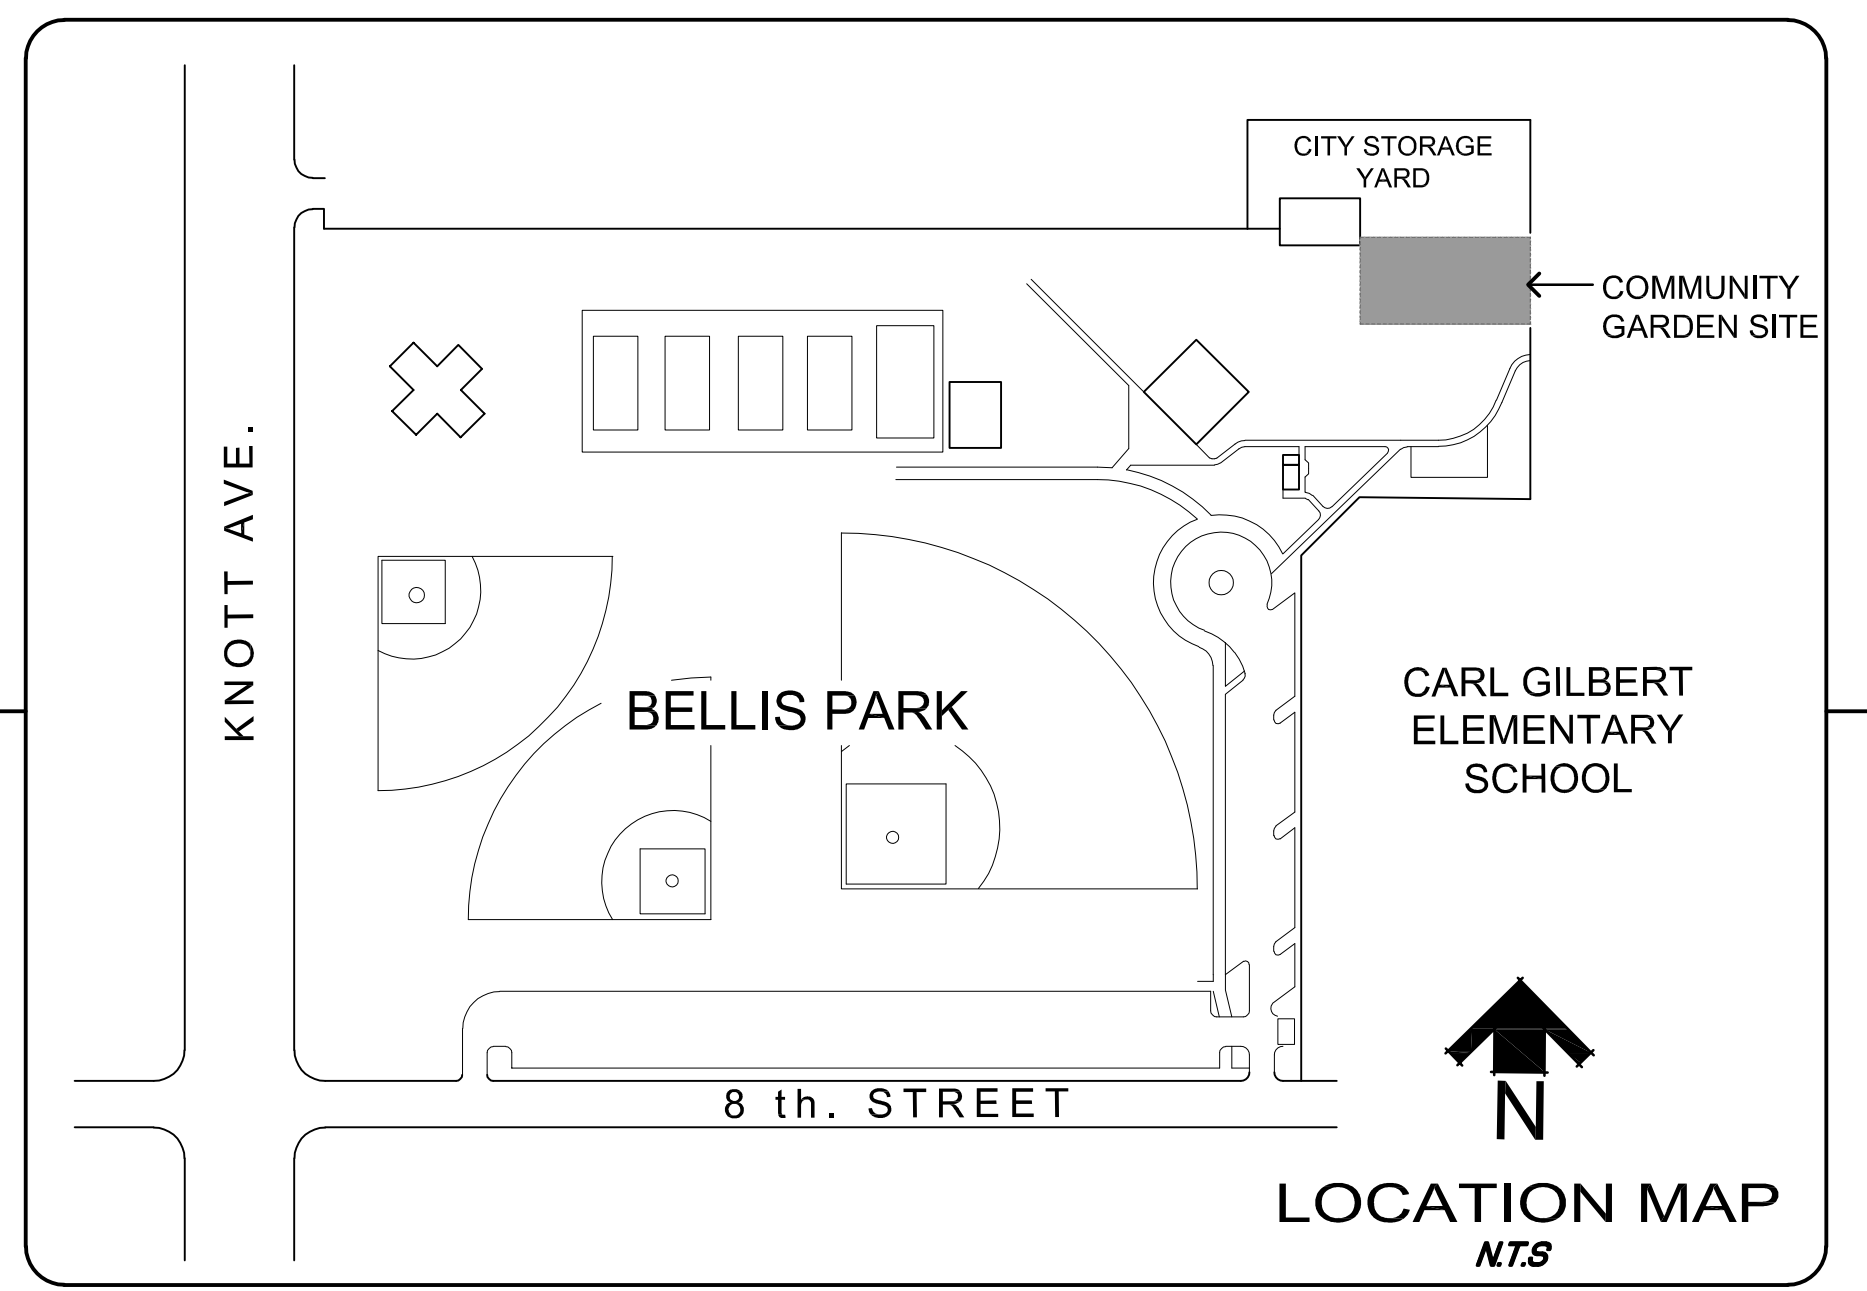 CITY STORAGE
YARD
COMMUNITY
GARDEN SITE
KNOTT AVE.
BELLIS PARK
CARL GILBERT
ELEMENTARY
SCHOOL
8 th. STREET
N
LOCATION MAP
N.T.S